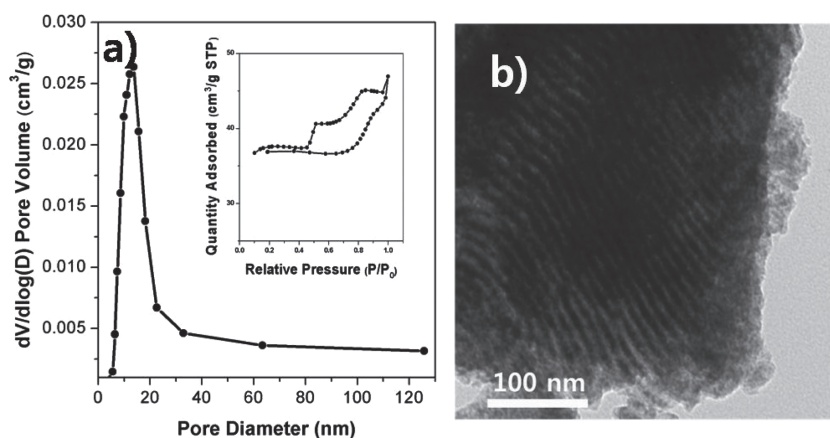 a)
0.030
0.025
0.020
0.015
0.010
0.005
dV/dlog(D) Pore Volume (cm³/g)
0 20 40 60 80 100 120
Pore Diameter (nm)
50
40
30
Quantity Adsorbed (cm³/g STP)
0.0 0.2 0.4 0.6 0.8 1.0
Relative Pressure (P/P₀)
b)
100 nm